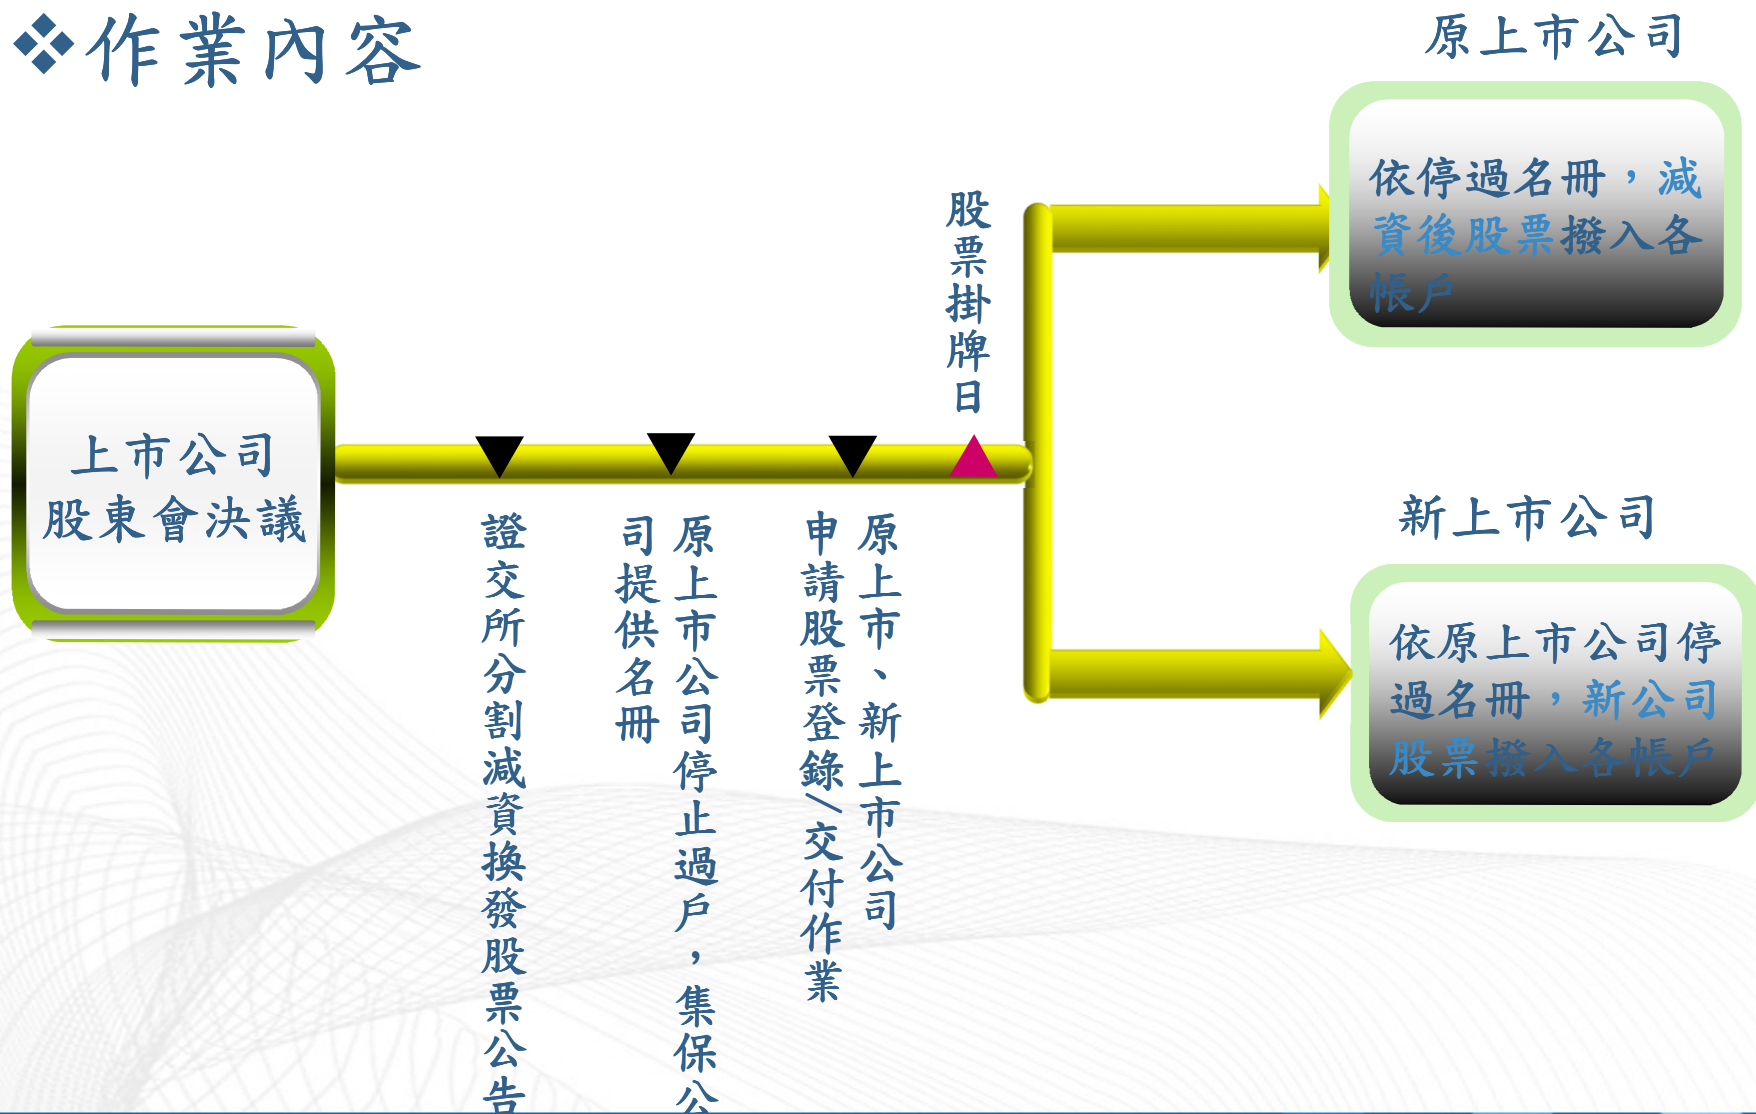 ❖作業內容
上市公司
股東會決議
證交所分割減資換發股票公告
原上市公司停止過戶，集保公
司提供名冊
原上市、新上市公司
申請股票登錄/交付作業
股票掛牌日
原上市公司
依停過名冊，減
資後股票撥入各
帳戶
新上市公司
依原上市公司停
過名冊，新公司
股票撥入各帳戶